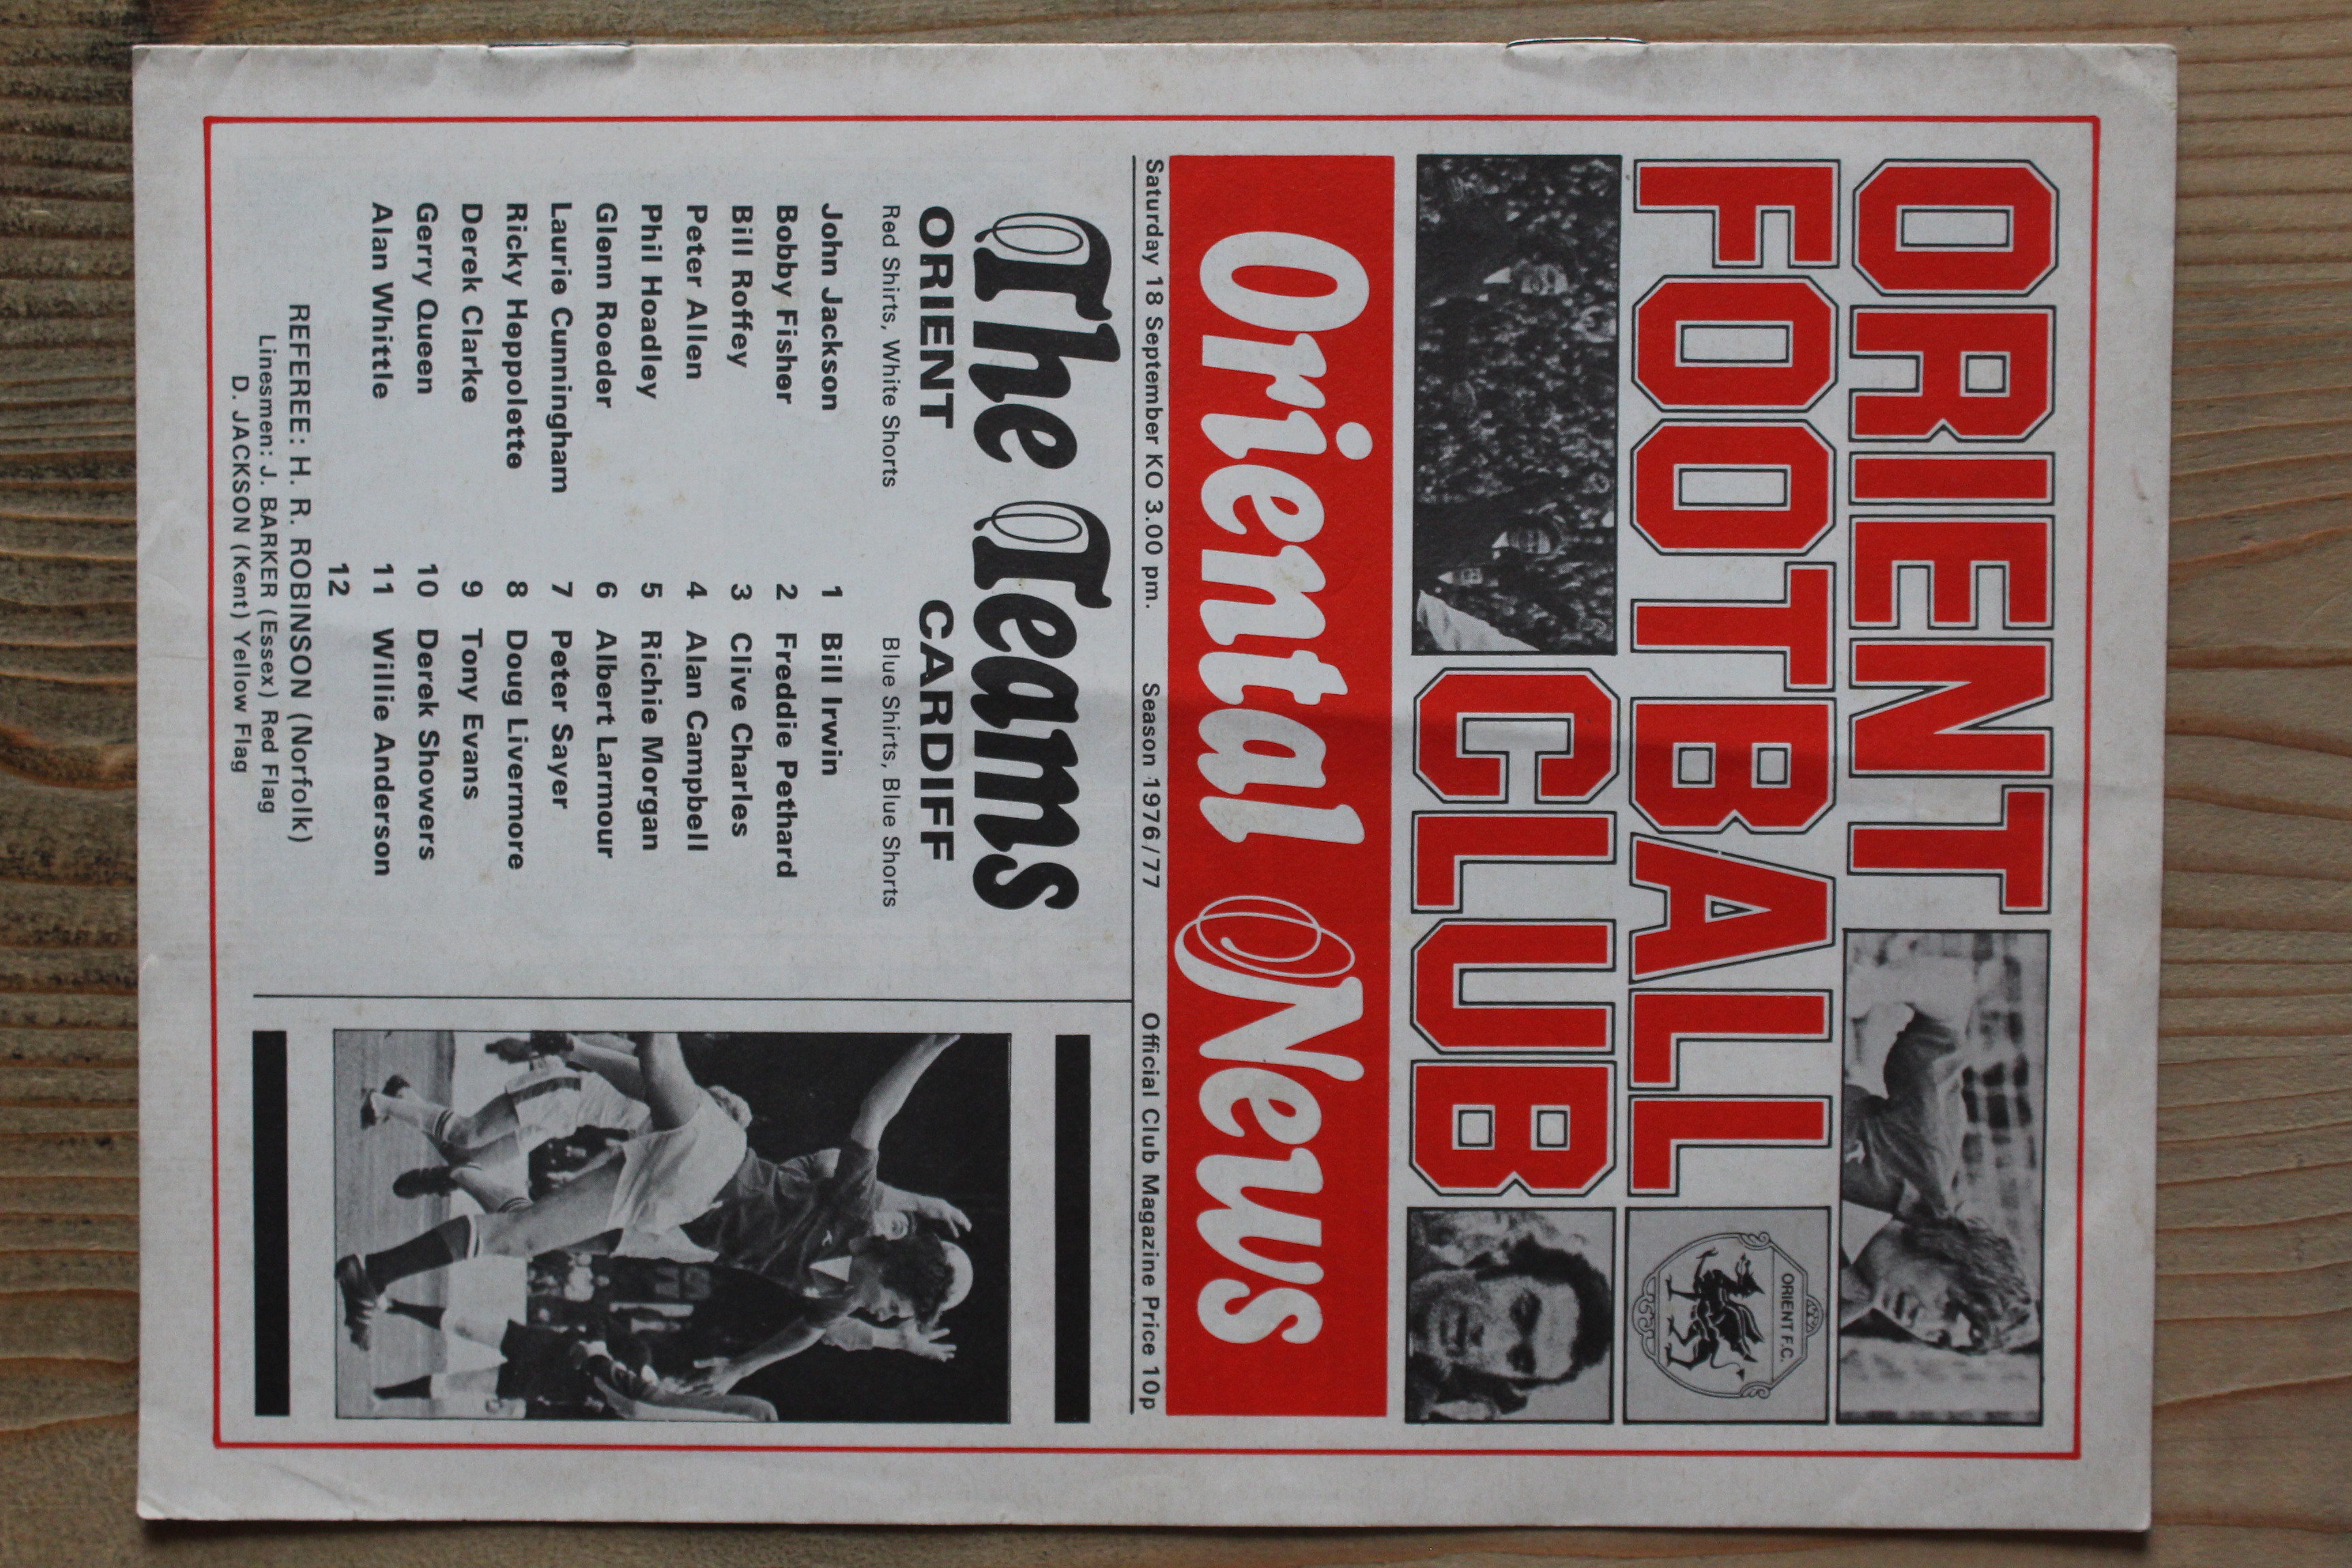 ORIENT
FOOTBALL
ORIENT F.C.
CLUB
Oriental News
Saturday 18 September KO 3.00 pm. Season 1976/77 Official Club Magazine Price 10p
The Teams
ORIENT CARDIFF
Red Shirts, White Shorts Blue Shirts, Blue Shorts
John Jackson 1 Bill Irwin
Bobby Fisher 2 Freddie Pethard
Bill Roffey 3 Clive Charles
Peter Allen 4 Alan Campbell
Phil Hoadley 5 Richie Morgan
Glenn Roeder 6 Albert Larmour
Laurie Cunningham 7 Peter Sayer
Ricky Heppolette 8 Doug Livermore
Derek Clarke 9 Tony Evans
Gerry Queen 10 Derek Showers
Alan Whittle 11 Willie Anderson
12
REFEREE: H. R. ROBINSON (Norfolk)
Linesmen: J. BARKER (Essex) Red Flag
D. JACKSON (Kent) Yellow Flag